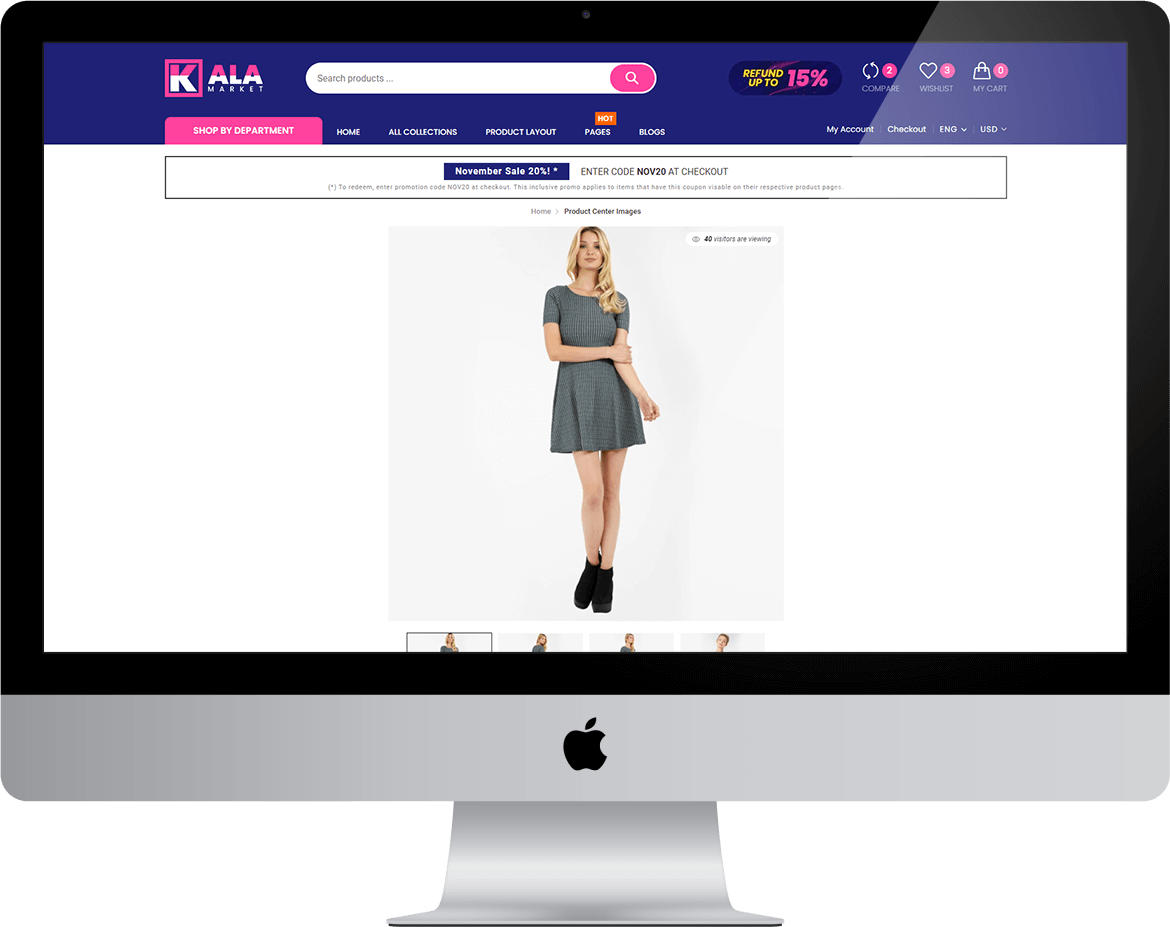 KALA
MARKET
Search products ...
REFUND
UP TO 15%
2
3
0
COMPARE
WISHLIST
MY CART
SHOP BY DEPARTMENT
HOME
ALL COLLECTIONS
PRODUCT LAYOUT
HOT
PAGES
BLOGS
My Account
Checkout
ENG
USD
November Sale 20%! *
ENTER CODE NOV20 AT CHECKOUT
(*) To redeem, enter promotion code NOV20 at checkout. This inclusive promo applies to items that have this coupon visable on their respective product pages.
Home > Product Center Images
40 visitors are viewing